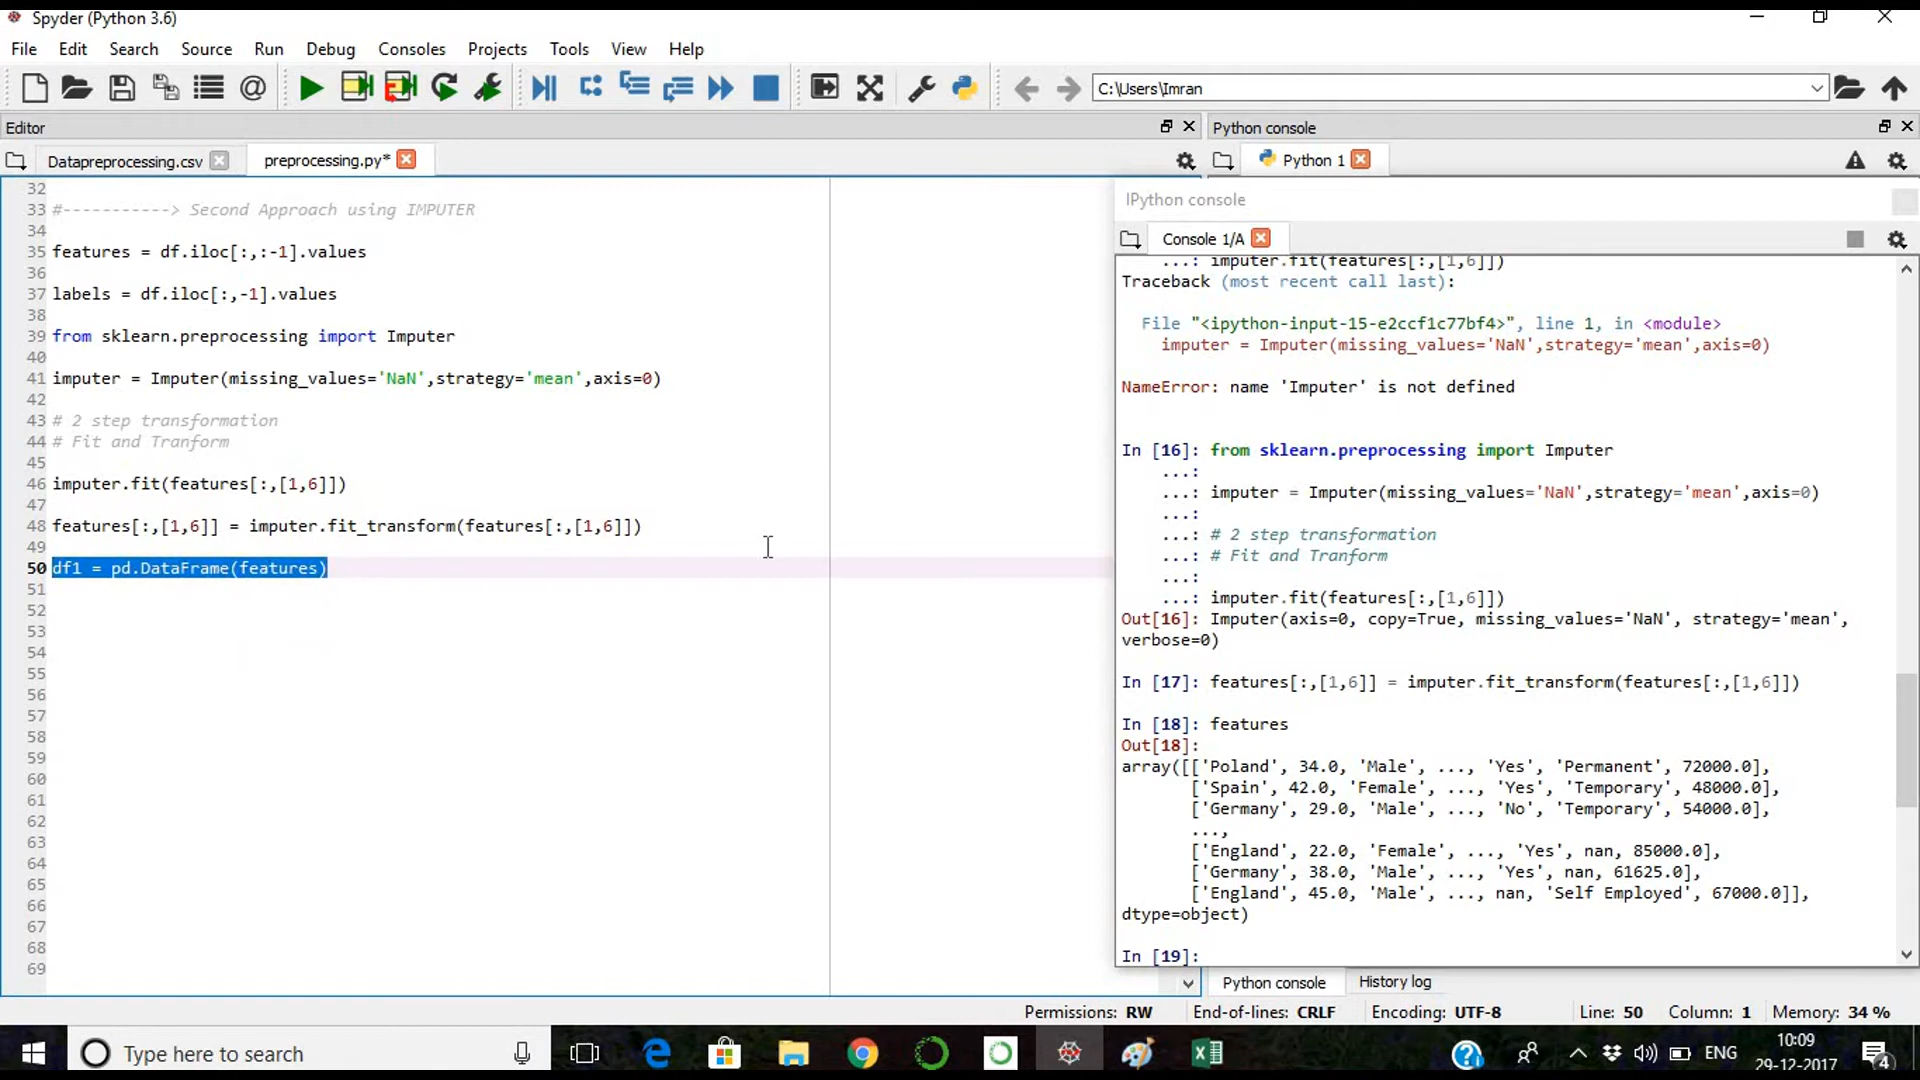 Spyder (Python 3.6)
File Edit Search Source Run Debug Consoles Projects Tools View Help
C:\Users\Imran
Editor
Python console
Datapreprocessing.csv
preprocessing.py*
Python 1
IPython console
Console 1/A
32
33 #-----------> Second Approach using IMPUTER
34
35 features = df.iloc[:,:-1].values
36
37 labels = df.iloc[:,-1].values
38
39 from sklearn.preprocessing import Imputer
40
41 imputer = Imputer(missing_values='NaN',strategy='mean',axis=0)
42
43 # 2 step transformation
44 # Fit and Tranform
45
46 imputer.fit(features[:,[1,6]])
47
48 features[:,[1,6]] = imputer.fit_transform(features[:,[1,6]])
49
50 df1 = pd.DataFrame(features)
51
52
53
54
55
56
57
58
59
60
61
62
63
64
65
66
67
68
69
...: imputer.fit(features[:,[1,6]])
Traceback (most recent call last):
File "<ipython-input-15-e2ccf1c77bf4>", line 1, in <module>
imputer = Imputer(missing_values='NaN',strategy='mean',axis=0)
NameError: name 'Imputer' is not defined
In [16]: from sklearn.preprocessing import Imputer
...:
...: imputer = Imputer(missing_values='NaN',strategy='mean',axis=0)
...:
...: # 2 step transformation
...: # Fit and Tranform
...:
...: imputer.fit(features[:,[1,6]])
Out[16]: Imputer(axis=0, copy=True, missing_values='NaN', strategy='mean',
verbose=0)
In [17]: features[:,[1,6]] = imputer.fit_transform(features[:,[1,6]])
In [18]: features
Out[18]:
array([['Poland', 34.0, 'Male', ..., 'Yes', 'Permanent', 72000.0],
['Spain', 42.0, 'Female', ..., 'Yes', 'Temporary', 48000.0],
['Germany', 29.0, 'Male', ..., 'No', 'Temporary', 54000.0],
...,
['England', 22.0, 'Female', ..., 'Yes', nan, 85000.0],
['Germany', 38.0, 'Male', ..., 'Yes', nan, 61625.0],
['England', 45.0, 'Male', ..., nan, 'Self Employed', 67000.0]],
dtype=object)
In [19]:
Python console
History log
Permissions: RW End-of-lines: CRLF Encoding: UTF-8 Line: 50 Column: 1 Memory: 34 %
Type here to search
ENG
10:09
29-12-2017
4